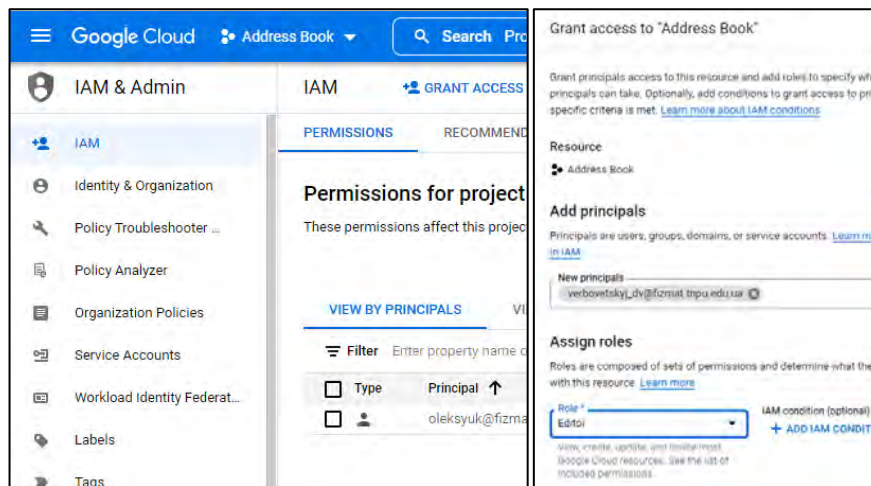 Google Cloud
Address Book
Search Pro
IAM & Admin
IAM
Identity & Organization
Policy Troubleshooter ...
Policy Analyzer
Organization Policies
Service Accounts
Workload Identity Federat...
Labels
Tags
IAM
GRANT ACCESS
PERMISSIONS
RECOMMEND
Permissions for project
These permissions affect this projec
VIEW BY PRINCIPALS
VI
Filter Enter property name o
Type Principal
oleksyuk@fizma
Grant access to "Address Book"
Grant principals access to this resource and add roles to specify wh
principals can take. Optionally, add conditions to grant access to pri
specific criteria is met. Learn more about IAM conditions
Resource
Address Book
Add principals
Principals are users, groups, domains, or service accounts. Learn m
in IAM
New principals
verbovetskyj_dv@fizmat.tnpu.edu.ua
Assign roles
Roles are composed of sets of permissions and determine what the
with this resource. Learn more
Role *
Editor
IAM condition (optional)
+ ADD IAM CONDIT
View, create, update, and delete most
Google Cloud resources. See the list of
included permissions.